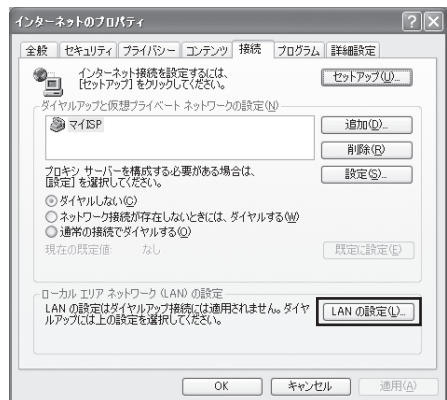 インターネットのプロパティ
全般 セキュリティ プライバシー コンテンツ 接続 プログラム 詳細設定
インターネット接続を設定するには、
[セットアップ] をクリックしてください。
セットアップ(U)...
ダイヤルアップと仮想プライベート ネットワークの設定(N)
マイISP
追加(D)...
削除(R)
プロキシ サーバーを構成する必要がある場合は、
[設定] を選択してください。
設定(S)...
ダイヤルしない(C)
ネットワーク接続が存在しないときには、ダイヤルする(W)
通常の接続でダイヤルする(O)
現在の既定値: なし
既定に設定(E)
ローカル エリア ネットワーク (LAN) の設定
LAN の設定はダイヤルアップ接続には適用されません。ダイヤ
ルアップには上の設定を選択してください。
LAN の設定(L)...
OK キャンセル 適用(A)